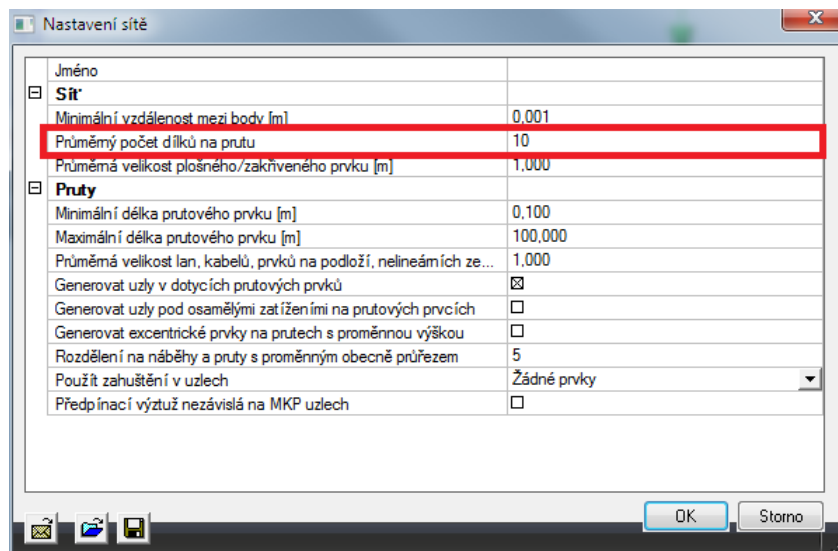 Nastavení sítě
Jméno
Síť
Minimální vzdálenost mezi body [m] 0,001
Průměrný počet dílků na prutu 10
Průměrná velikost plošného/zakřiveného prvku [m] 1,000
Pruty
Minimální délka prutového prvku [m] 0,100
Maximální délka prutového prvku [m] 100,000
Průměrná velikost lan, kabelů, prvků na podloží, nelineárních ze... 1,000
Generovat uzly v dotycích prutových prvků
Generovat uzly pod osamělými zatíženími na prutových prvcích
Generovat excentrické prvky na prutech s proměnnou výškou
Rozdělení na náběhy a pruty s proměnným obecně průřezem 5
Použít zahuštění v uzlech Žádné prvky
Předpínací výztuž nezávislá na MKP uzlech
OK Storno